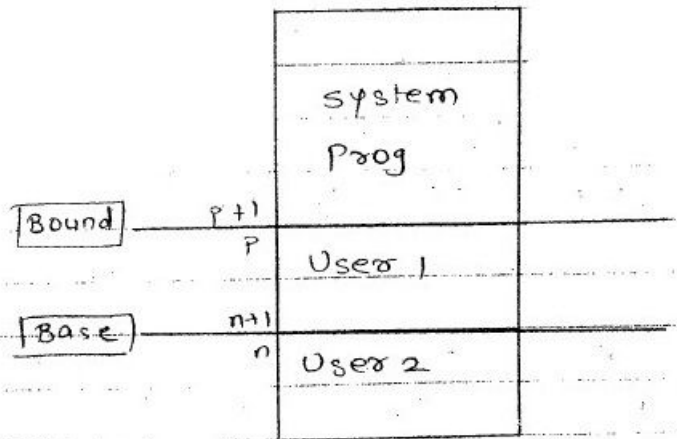 System
Prog
Bound
P+1
P
User 1
Base
n+1
n
User 2